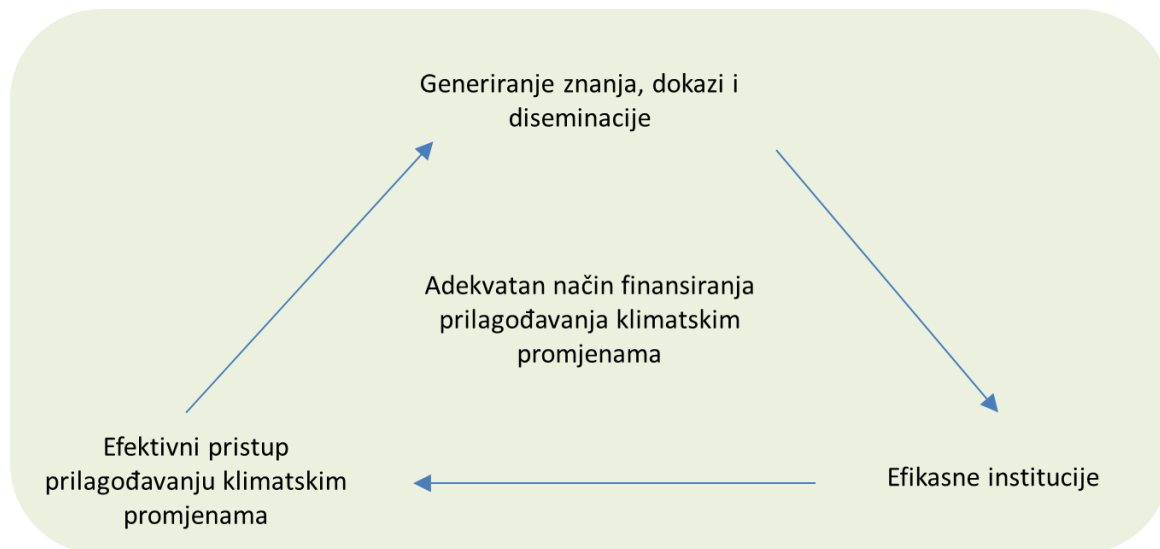 Generiranje znanja, dokazi i
diseminacije
Adekvatan način finansiranja
prilagođavanja klimatskim
promjenama
Efektivni pristup
prilagođavanju klimatskim
promjenama
Efikasne institucije